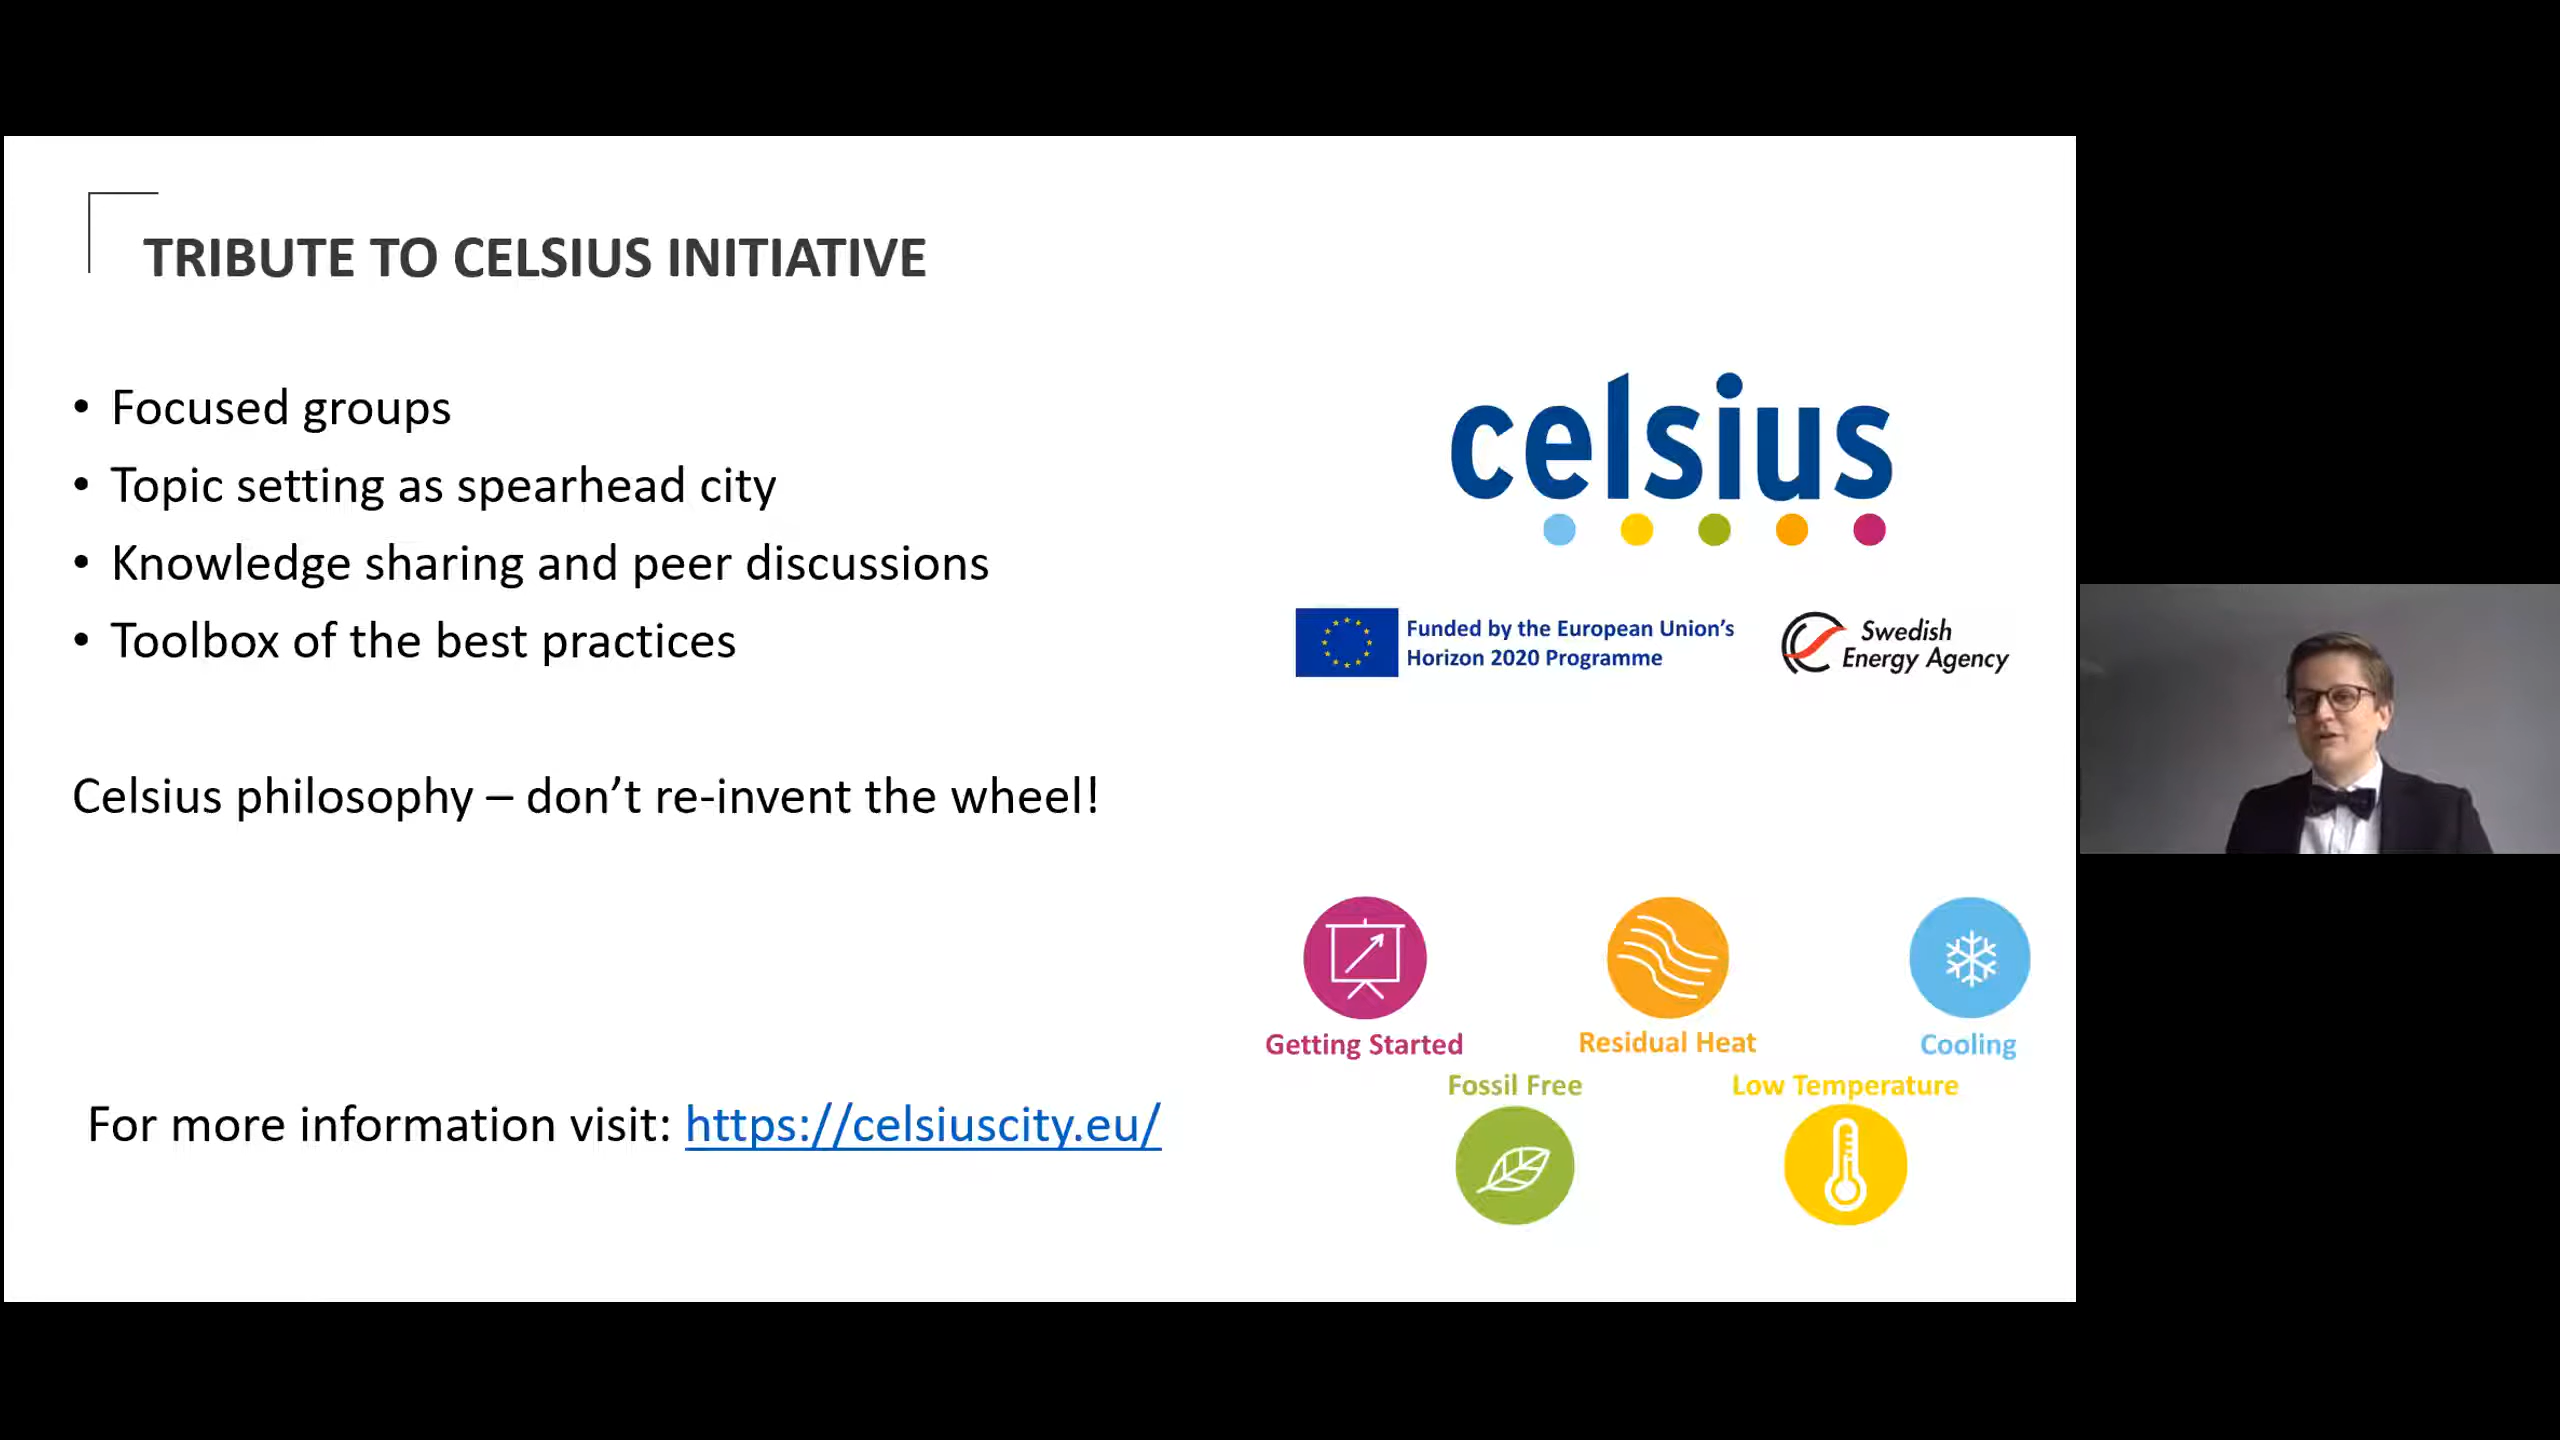 TRIBUTE TO CELSIUS INITIATIVE
• Focused groups
• Topic setting as spearhead city
• Knowledge sharing and peer discussions
• Toolbox of the best practices
Celsius philosophy – don’t re-invent the wheel!
For more information visit: https://celsiuscity.eu/
celsius
Funded by the European Union’s
Horizon 2020 Programme
Swedish
Energy Agency
Getting Started
Residual Heat
Cooling
Fossil Free
Low Temperature